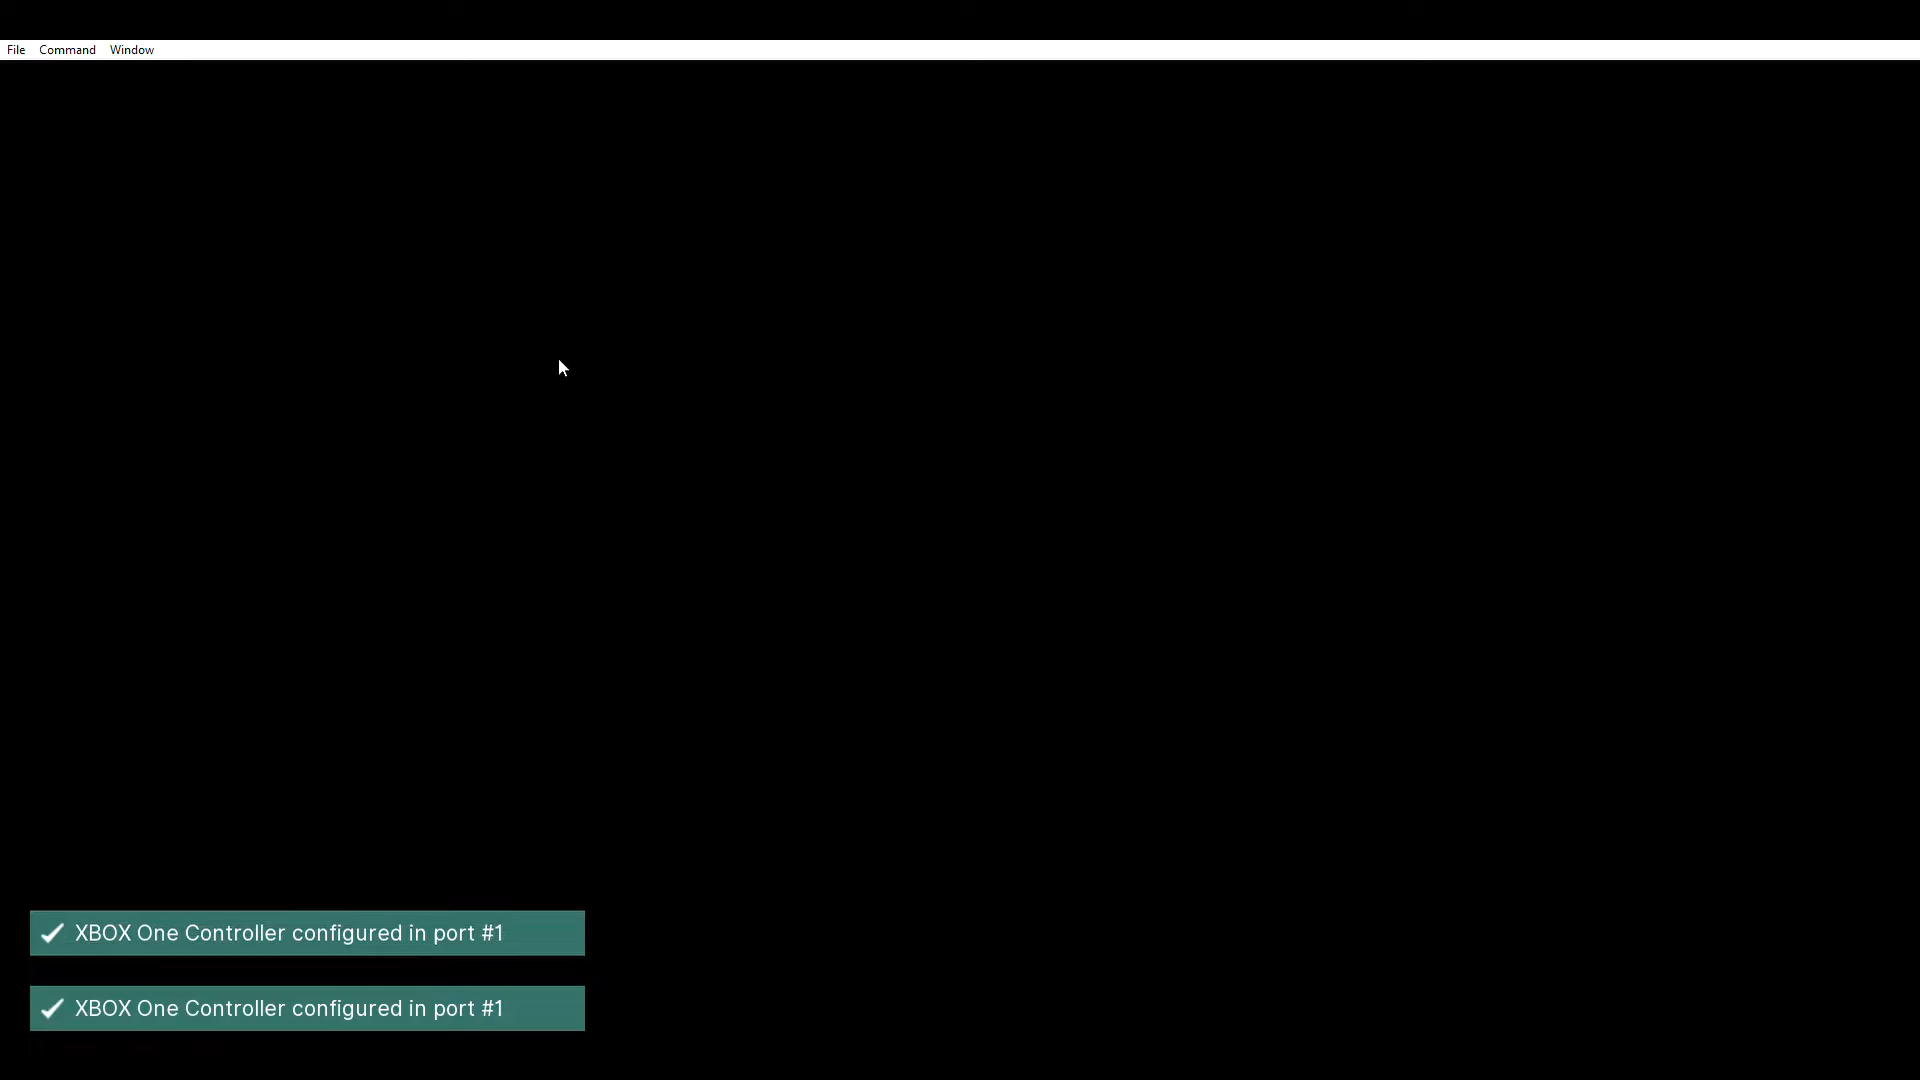 File Command Window
XBOX One Controller configured in port #1
XBOX One Controller configured in port #1